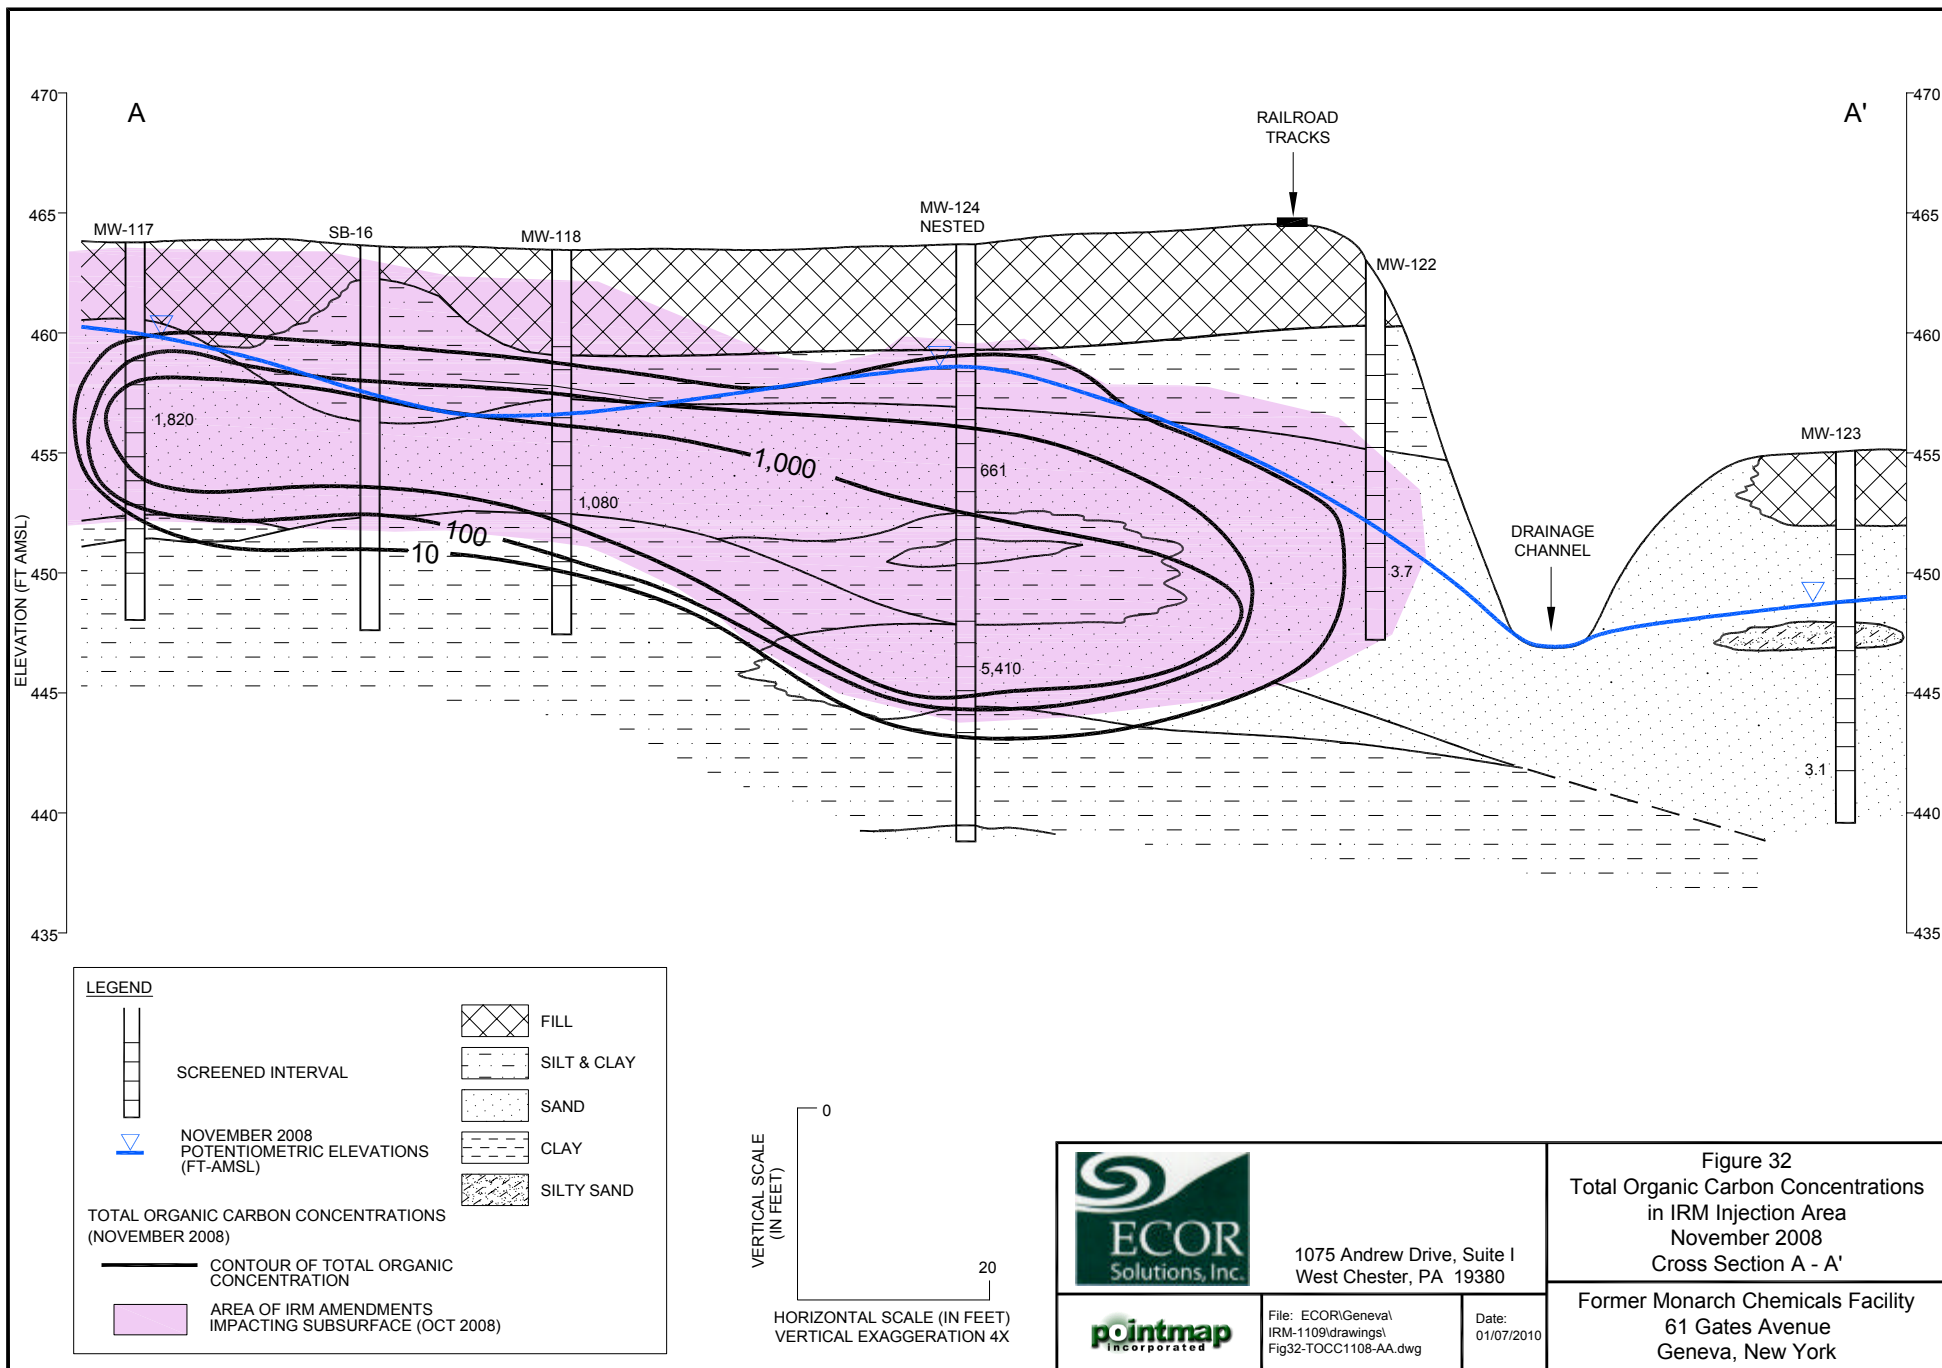 470
470
A
A'
RAILROAD
TRACKS
465
465
MW-117
SB-16
MW-118
MW-124
NESTED
MW-122
460
460
MW-123
455
455
1,820
1,000
661
1,080
100
10
DRAINAGE
CHANNEL
450
450
3.7
445
445
5,410
3.1
440
440
435
435
ELEVATION (FT AMSL)
LEGEND
SCREENED INTERVAL
NOVEMBER 2008
POTENTIOMETRIC ELEVATIONS
(FT-AMSL)
FILL
SILT & CLAY
SAND
CLAY
SILTY SAND
TOTAL ORGANIC CARBON CONCENTRATIONS
(NOVEMBER 2008)
CONTOUR OF TOTAL ORGANIC
CONCENTRATION
AREA OF IRM AMENDMENTS
IMPACTING SUBSURFACE (OCT 2008)
0
20
VERTICAL SCALE
(IN FEET)
HORIZONTAL SCALE (IN FEET)
VERTICAL EXAGGERATION 4X
ECOR
Solutions, Inc.
1075 Andrew Drive, Suite I
West Chester, PA 19380
pointmap
incorporated
File: ECOR\Geneva\
IRM-1109\drawings\
Fig32-TOCC1108-AA.dwg
Date:
01/07/2010
Figure 32
Total Organic Carbon Concentrations
in IRM Injection Area
November 2008
Cross Section A - A'
Former Monarch Chemicals Facility
61 Gates Avenue
Geneva, New York